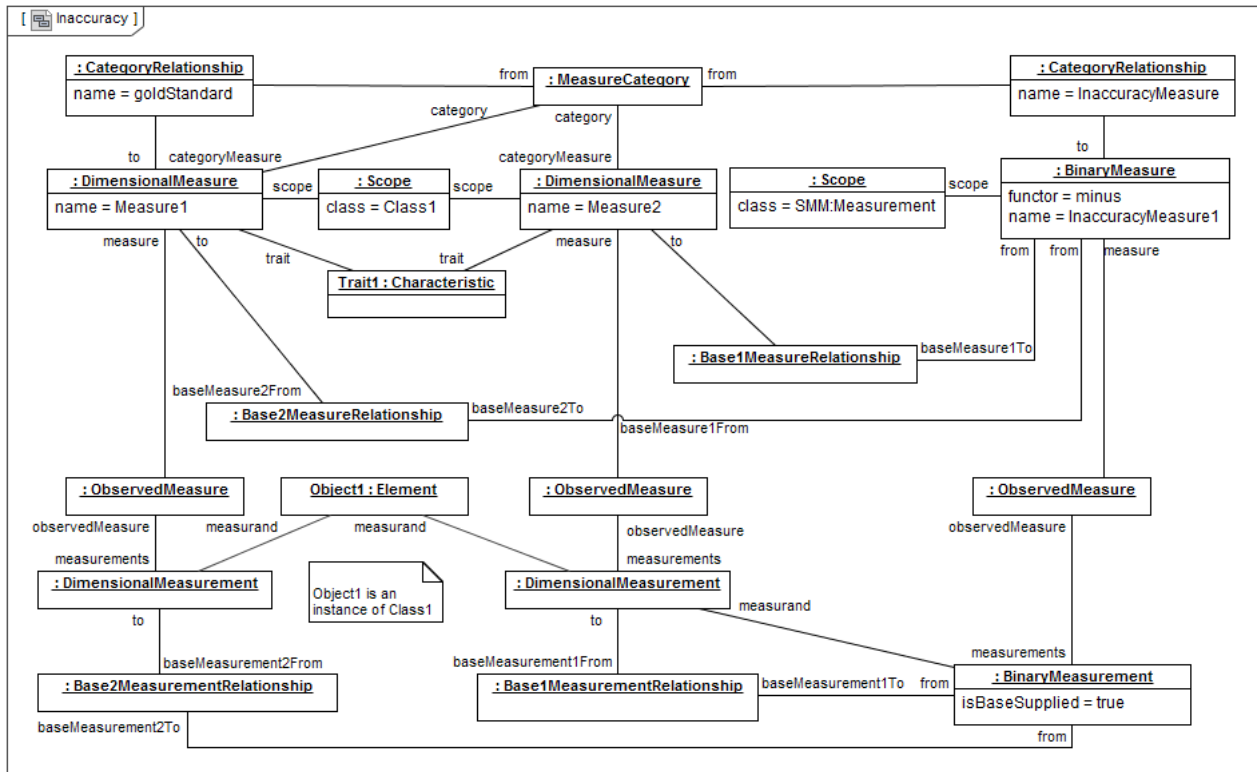 [ Inaccuracy ]
: CategoryRelationship
name = goldStandard
from
: MeasureCategory
from
: CategoryRelationship
name = InaccuracyMeasure
category
category
to
categoryMeasure
categoryMeasure
to
: DimensionalMeasure
name = Measure1
scope
: Scope
class = Class1
scope
: DimensionalMeasure
name = Measure2
: Scope
class = SMM:Measurement
scope
: BinaryMeasure
functor = minus
name = InaccuracyMeasure1
measure
to
trait
trait
measure
to
from
from
measure
Trait1 : Characteristic
: Base1MeasureRelationship
baseMeasure1To
baseMeasure2From
: Base2MeasureRelationship
baseMeasure2To
baseMeasure1From
: ObservedMeasure
Object1 : Element
: ObservedMeasure
: ObservedMeasure
observedMeasure
measurand
measurand
observedMeasure
observedMeasure
measurements
measurements
: DimensionalMeasurement
Object1 is an
instance of Class1
: DimensionalMeasurement
measurand
to
to
measurements
baseMeasurement2From
baseMeasurement1From
: Base2MeasurementRelationship
: Base1MeasurementRelationship
baseMeasurement1To
from
: BinaryMeasurement
isBaseSupplied = true
baseMeasurement2To
from